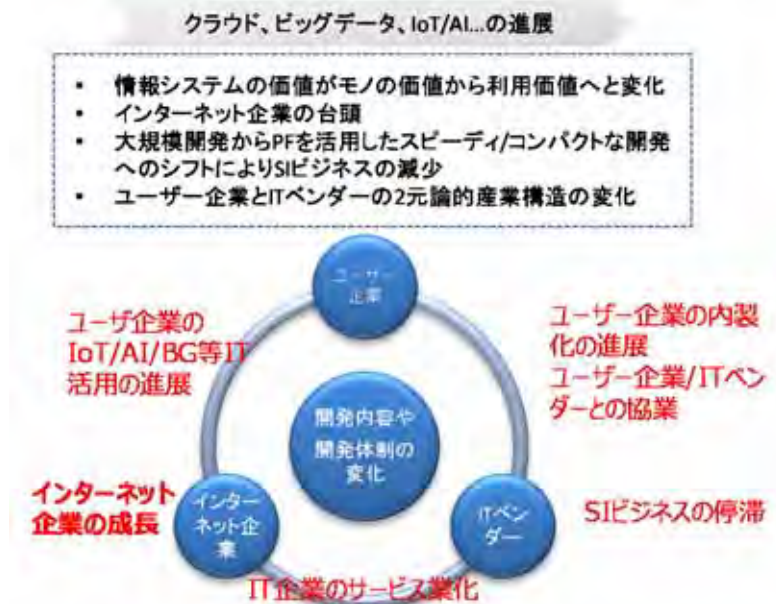 クラウド、ビッグデータ、IoT/AI...の進展
• 情報システムの価値がモノの価値から利用価値へと変化
• インターネット企業の台頭
• 大規模開発からPFを活用したスピーディ/コンパクトな開発
へのシフトによりSIビジネスの減少
• ユーザー企業とITベンダーの2元論的産業構造の変化
ユーザー
企業
ユーザ企業の
IoT/AI/BG等IT
活用の進展
ユーザー企業の内製
化の進展
ユーザー企業/ITベン
ダーとの協業
開発内容や
開発体制の
変化
インターネット
企業の成長
インター
ネット企
業
ITベン
ダー
SIビジネスの停滞
IT企業のサービス業化